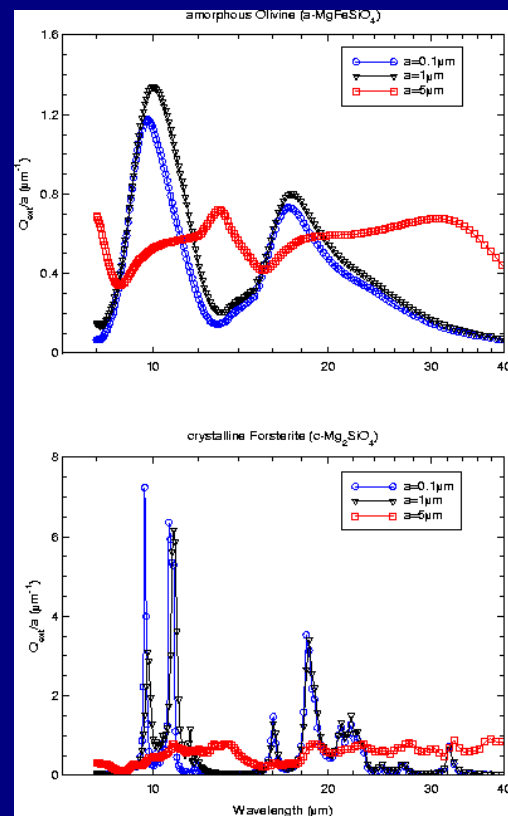 amorphous Olivine (a-MgFeSiO₄)
1.6
1.2
0.8
0.4
0
Q_ext/a (μm⁻¹)
a=0.1μm
a=1μm
a=5μm
10
20
30
40
crystalline Forsterite (c-Mg₂SiO₄)
8
6
4
2
0
Q_ext/a (μm⁻¹)
a=0.1μm
a=1μm
a=5μm
10
20
30
40
Wavelength (μm)